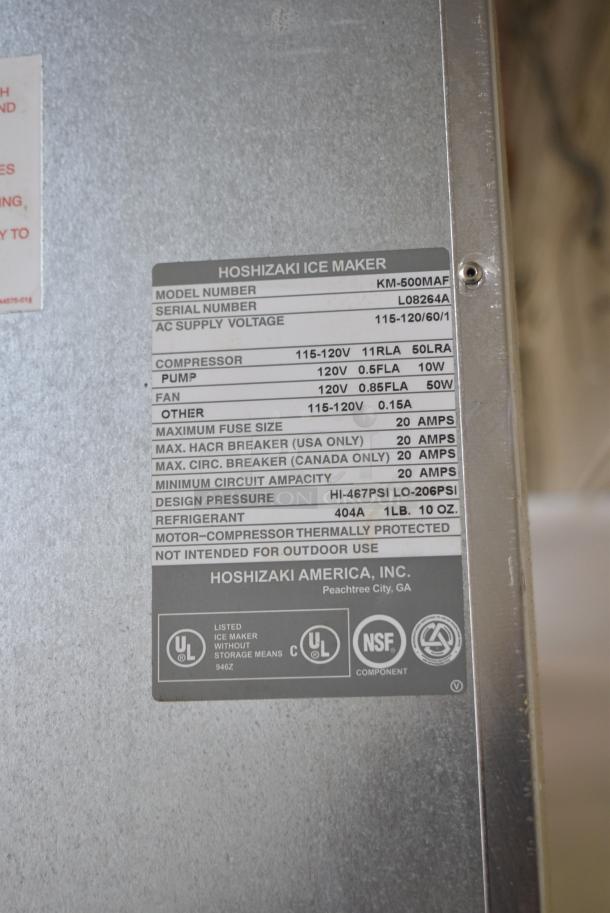 H
ND
ES
ING,
Y TO
HOSHIZAKI ICE MAKER
MODEL NUMBER KM-500MAF
SERIAL NUMBER L08264A
AC SUPPLY VOLTAGE 115-120/60/1
COMPRESSOR 115-120V 11RLA 50LRA
PUMP 120V 0.5FLA 10W
FAN 120V 0.85FLA 50W
OTHER 115-120V 0.15A
MAXIMUM FUSE SIZE 20 AMPS
MAX. HACR BREAKER (USA ONLY) 20 AMPS
MAX. CIRC. BREAKER (CANADA ONLY) 20 AMPS
MINIMUM CIRCUIT AMPACITY 20 AMPS
DESIGN PRESSURE HI-467PSI LO-206PSI
REFRIGERANT 404A 1LB. 10 OZ.
MOTOR-COMPRESSOR THERMALLY PROTECTED
NOT INTENDED FOR OUTDOOR USE
HOSHIZAKI AMERICA, INC.
Peachtree City, GA
UL ®
LISTED
ICE MAKER
WITHOUT
STORAGE MEANS
946Z
C UL ®
NSF
COMPONENT
V